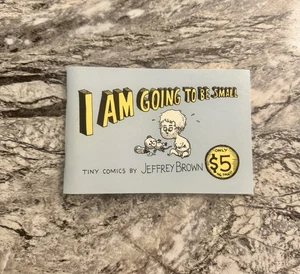 I AM GOING TO BE SMALL
TINY COMICS BY JEFFREY BROWN
ONLY
$5